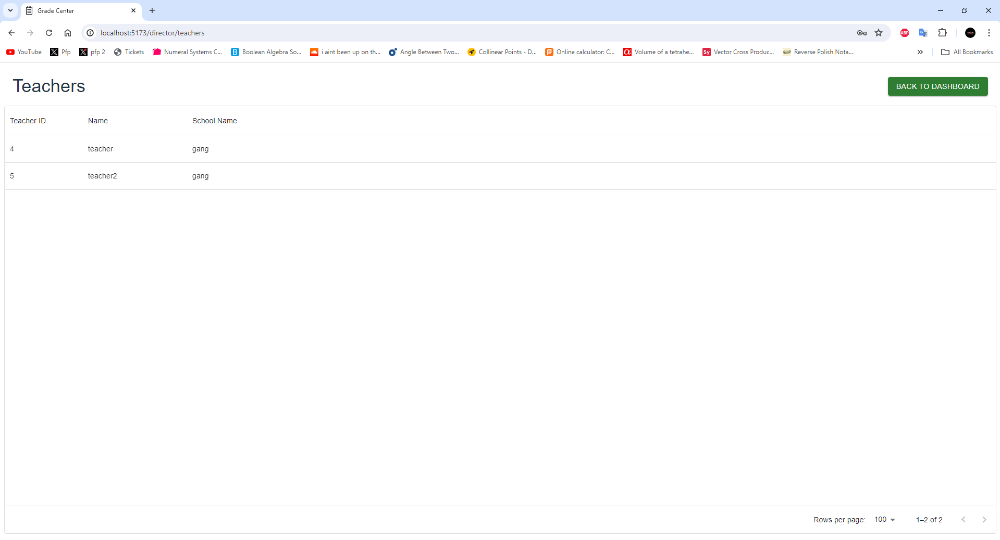 Grade Center
localhost:5173/director/teachers
ABP
YouTube Pfp pfp 2 Tickets Numeral Systems C... Boolean Algebra So... i aint been up on th... Angle Between Two... Collinear Points - D... Online calculator: C... Volume of a tetrahe... Sy Vector Cross Produc... Reverse Polish Nota... All Bookmarks
Teachers
BACK TO DASHBOARD
Teacher ID Name School Name
4 teacher gang
5 teacher2 gang
Rows per page: 100 1–2 of 2